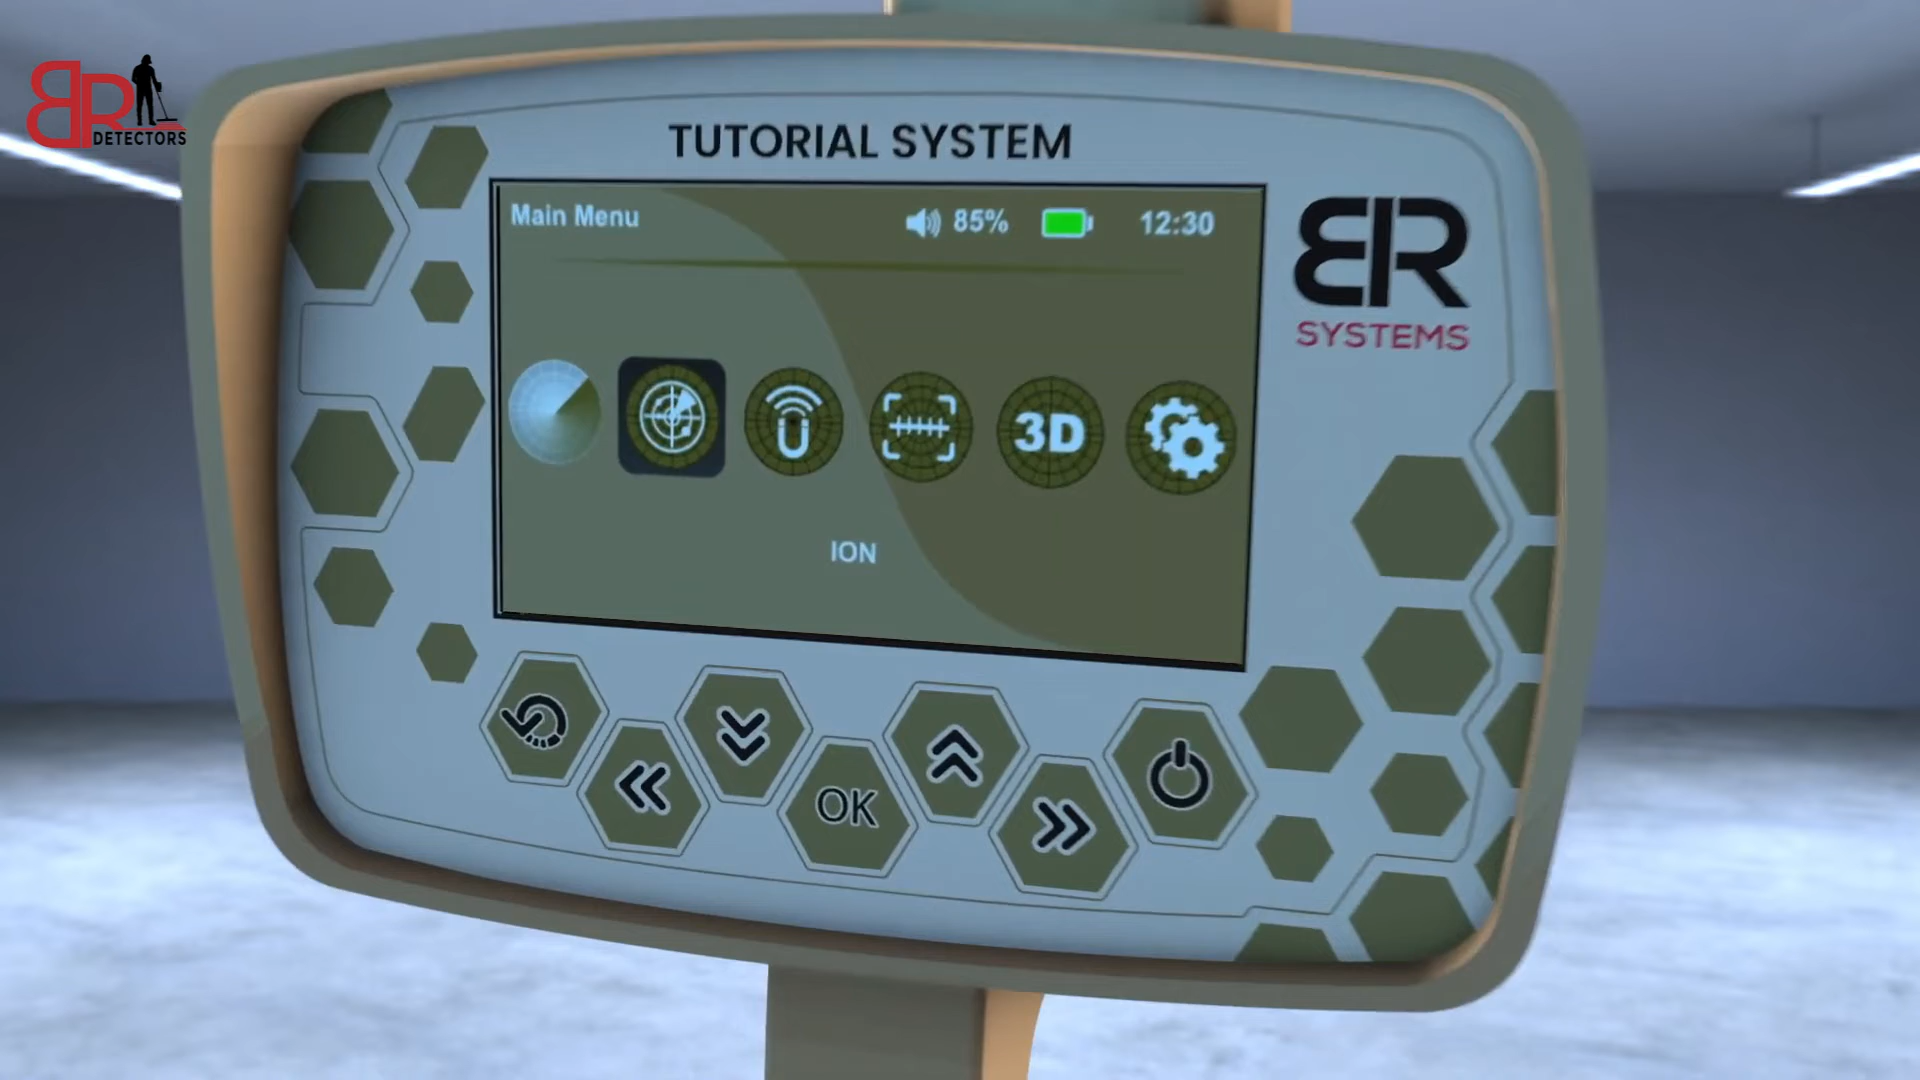 BR
DETECTORS
TUTORIAL SYSTEM
Main Menu 85% 12:30
BR
SYSTEMS
3D
ION
OK